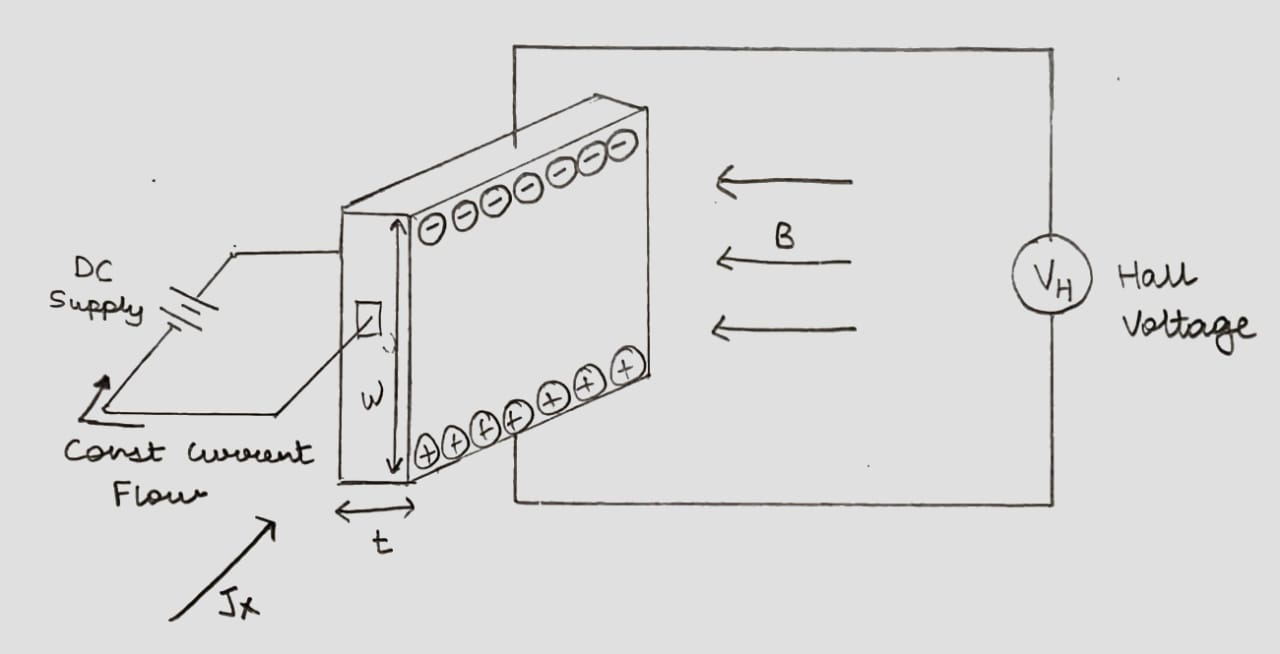 DC
Supply
Const Current
Flow
Jx
W
t
B
VH
Hall
Voltage